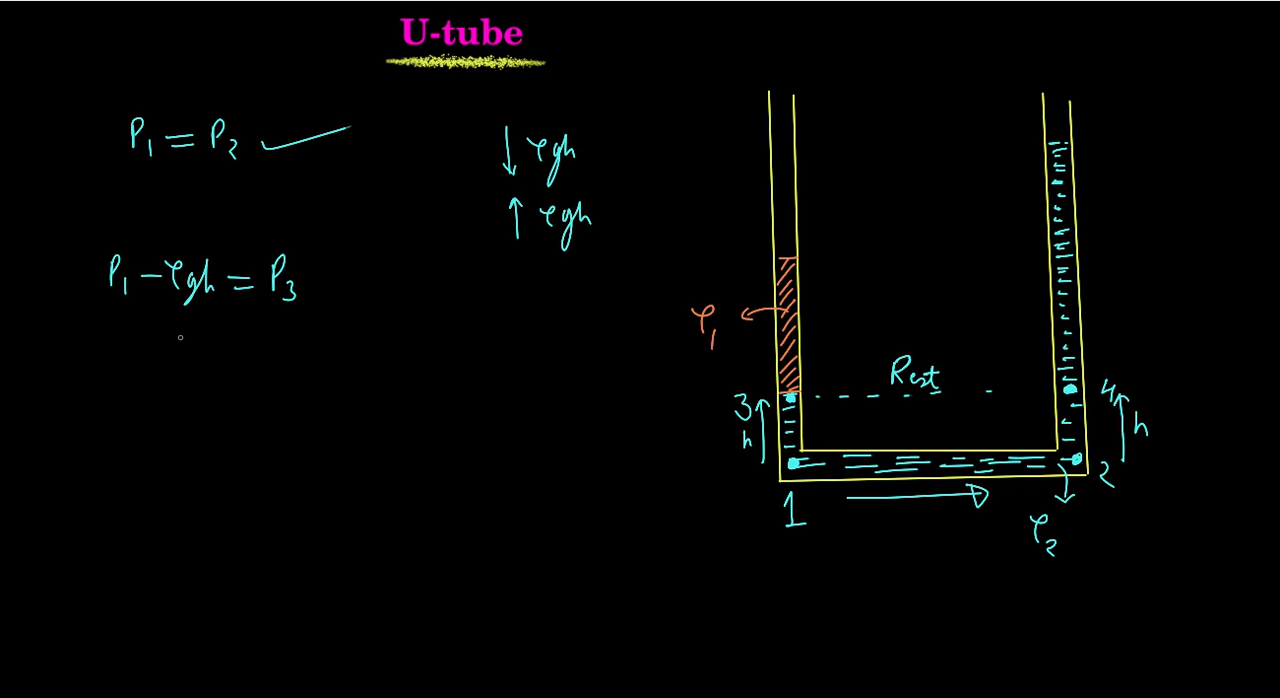 U-tube
P₁ = P₂
↓ ρgh
↑ ρgh
P₁ − ρgh = P₃
ρ₁
Rest
3
4
h
h
1
2
ρ₂